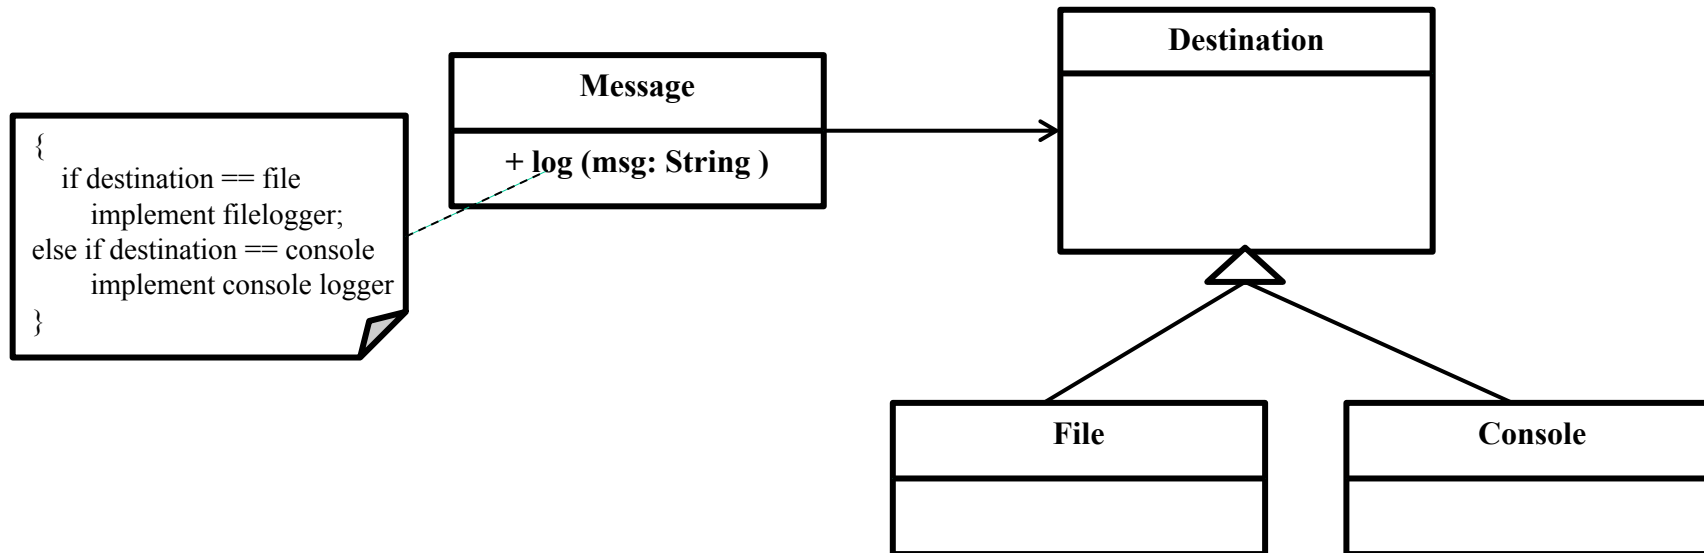 {
if destination == file
implement filelogger;
else if destination == console
implement console logger
}
Message
+ log (msg: String )
Destination
File
Console